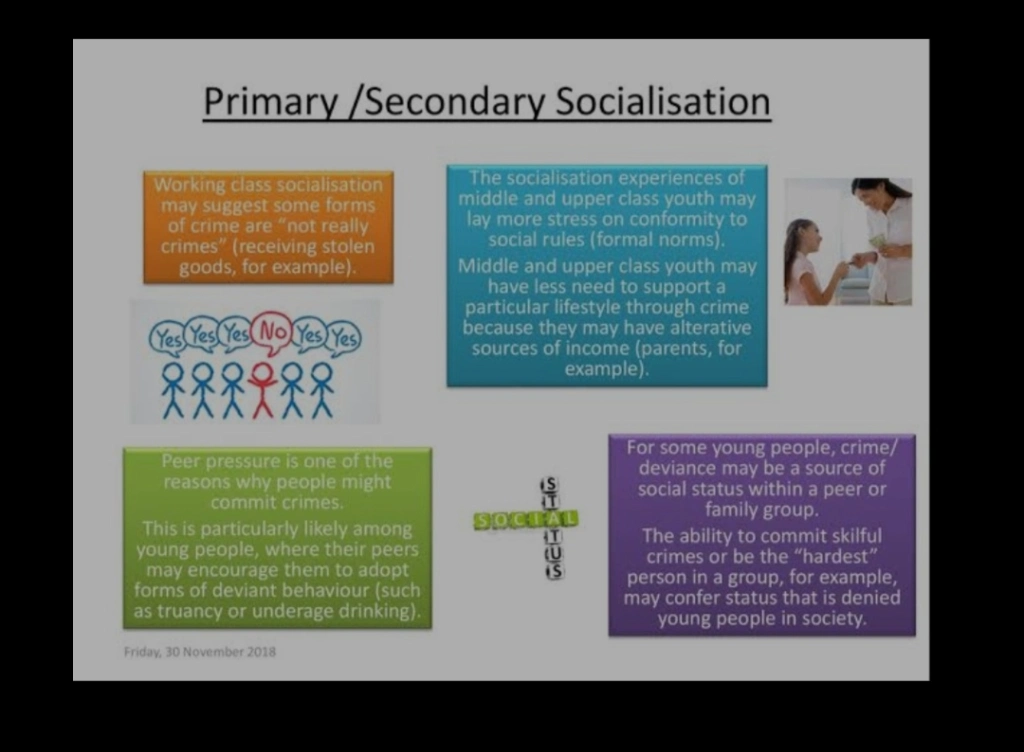 Primary /Secondary Socialisation
Working class socialisation
may suggest some forms
of crime are “not really
crimes” (receiving stolen
goods, for example).
The socialisation experiences of
middle and upper class youth may
lay more stress on conformity to
social rules (formal norms).
Middle and upper class youth may
have less need to support a
particular lifestyle through crime
because they may have alterative
sources of income (parents, for
example).
Yes Yes Yes No Yes Yes
Peer pressure is one of the
reasons why people might
commit crimes.
This is particularly likely among
young people, where their peers
may encourage them to adopt
forms of deviant behaviour (such
as truancy or underage drinking).
SOCIAL
STATUS
For some young people, crime/
deviance may be a source of
social status within a peer or
family group.
The ability to commit skilful
crimes or be the “hardest”
person in a group, for example,
may confer status that is denied
young people in society.
Friday, 30 November 2018